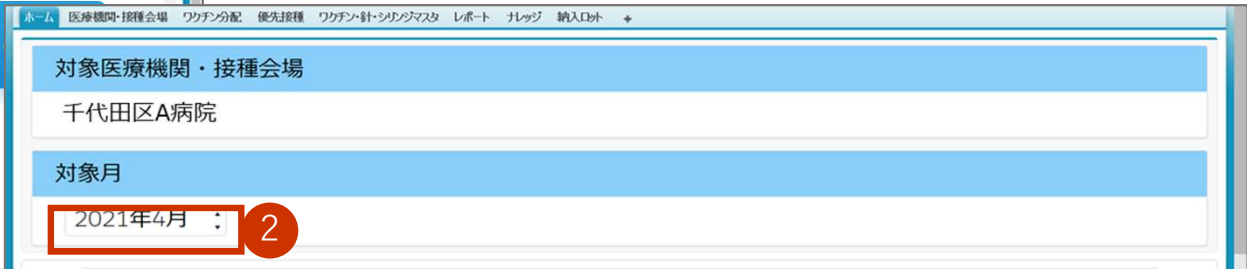 ホーム 医療機関・接種会場 ワクチン分配 優先接種 ワクチン・針・シリンジマスタ レポート ナレッジ 納入ロット +
対象医療機関・接種会場
千代田区A病院
対象月
2021年4月
2